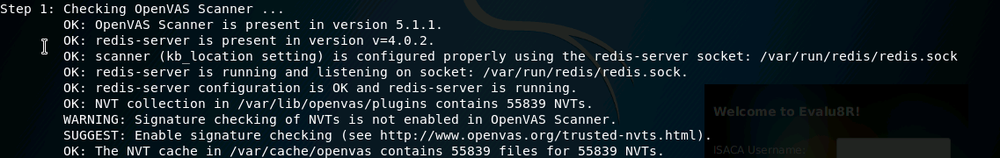 Step 1: Checking OpenVAS Scanner ...
OK: OpenVAS Scanner is present in version 5.1.1.
OK: redis-server is present in version v=4.0.2.
OK: scanner (kb_location setting) is configured properly using the redis-server socket: /var/run/redis/redis.sock
OK: redis-server is running and listening on socket: /var/run/redis/redis.sock.
OK: redis-server configuration is OK and redis-server is running.
OK: NVT collection in /var/lib/openvas/plugins contains 55839 NVTs.
WARNING: Signature checking of NVTs is not enabled in OpenVAS Scanner.
SUGGEST: Enable signature checking (see http://www.openvas.org/trusted-nvts.html).
OK: The NVT cache in /var/cache/openvas contains 55839 files for 55839 NVTs.
Welcome to Evalu8R!
ISACA Username: